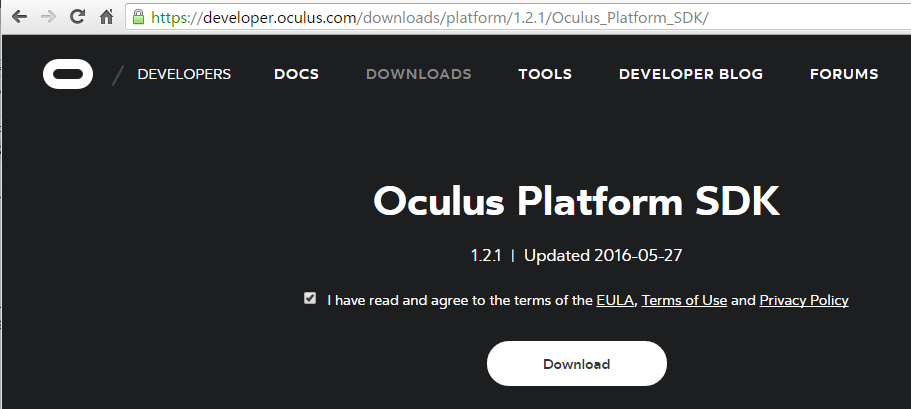 https://developer.oculus.com/downloads/platform/1.2.1/Oculus_Platform_SDK/
/ DEVELOPERS DOCS DOWNLOADS TOOLS DEVELOPER BLOG FORUMS
Oculus Platform SDK
1.2.1 | Updated 2016-05-27
I have read and agree to the terms of the EULA, Terms of Use and Privacy Policy
Download